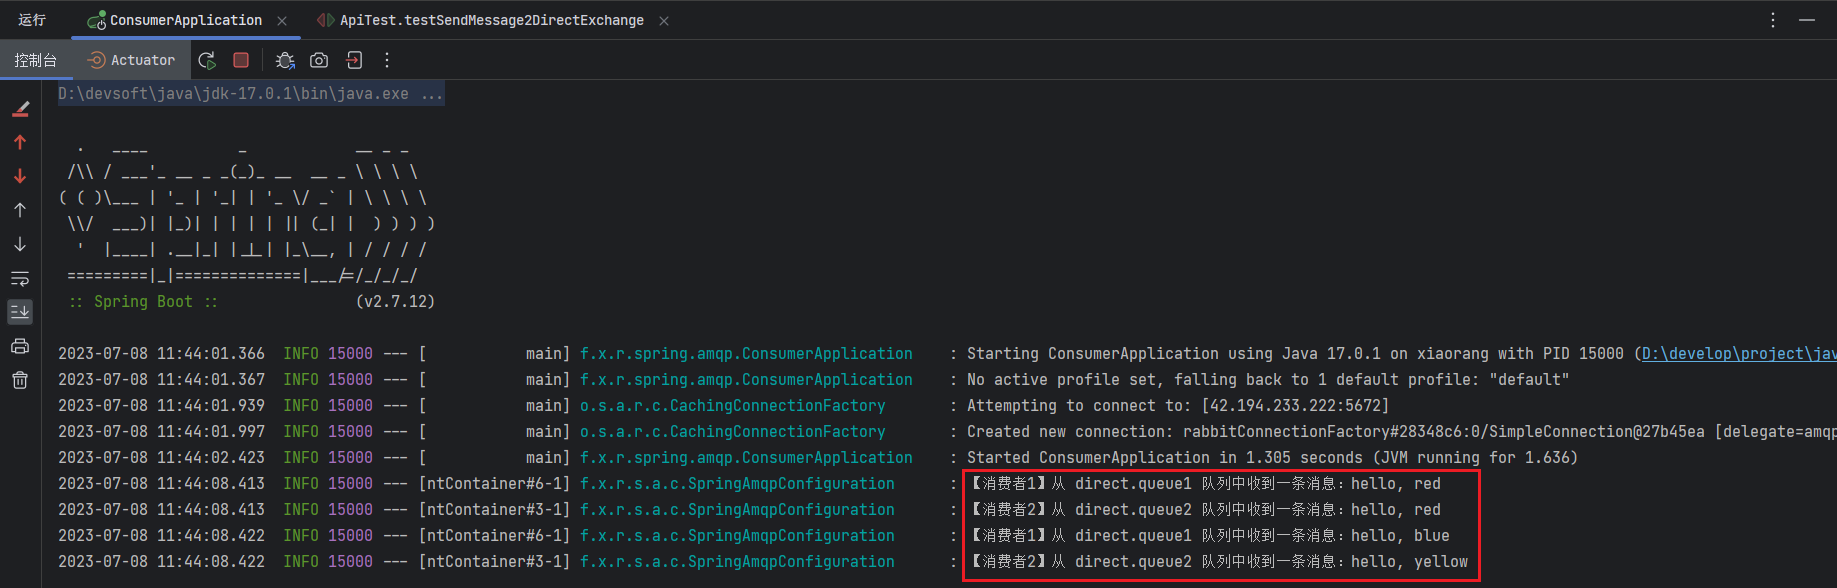 运行 ConsumerApplication × ApiTest.testSendMessage2DirectExchange ×
控制台 Actuator
D:\devsoft\java\jdk-17.0.1\bin\java.exe ...
  .   ____          _            __ _ _
 /\\ / ___'_ __ _ _(_)_ __  __ _ \ \ \ \
( ( )\___ | '_ | '_| | '_ \/ _` | \ \ \ \
 \\/  ___)| |_)| | | | | || (_| |  ) ) ) )
  '  |____| .__|_| |_|_| |_\__, | / / / /
 =========|_|==============|___/=/_/_/_/
 :: Spring Boot ::                (v2.7.12)
2023-07-08 11:44:01.366  INFO 15000 --- [           main] f.x.r.spring.amqp.ConsumerApplication    : Starting ConsumerApplication using Java 17.0.1 on xiaorang with PID 15000 (D:\develop\project\jav
2023-07-08 11:44:01.367  INFO 15000 --- [           main] f.x.r.spring.amqp.ConsumerApplication    : No active profile set, falling back to 1 default profile: "default"
2023-07-08 11:44:01.939  INFO 15000 --- [           main] o.s.a.r.c.CachingConnectionFactory       : Attempting to connect to: [42.194.233.222:5672]
2023-07-08 11:44:01.997  INFO 15000 --- [           main] o.s.a.r.c.CachingConnectionFactory       : Created new connection: rabbitConnectionFactory#28348c6:0/SimpleConnection@27b45ea [delegate=amqp
2023-07-08 11:44:02.423  INFO 15000 --- [           main] f.x.r.spring.amqp.ConsumerApplication    : Started ConsumerApplication in 1.305 seconds (JVM running for 1.636)
2023-07-08 11:44:08.413  INFO 15000 --- [ntContainer#6-1] f.x.r.s.a.c.SpringAmqpConfiguration      : 【消费者1】从 direct.queue1 队列中收到一条消息：hello, red
2023-07-08 11:44:08.413  INFO 15000 --- [ntContainer#3-1] f.x.r.s.a.c.SpringAmqpConfiguration      : 【消费者2】从 direct.queue2 队列中收到一条消息：hello, red
2023-07-08 11:44:08.422  INFO 15000 --- [ntContainer#6-1] f.x.r.s.a.c.SpringAmqpConfiguration      : 【消费者1】从 direct.queue1 队列中收到一条消息：hello, blue
2023-07-08 11:44:08.422  INFO 15000 --- [ntContainer#3-1] f.x.r.s.a.c.SpringAmqpConfiguration      : 【消费者2】从 direct.queue2 队列中收到一条消息：hello, yellow